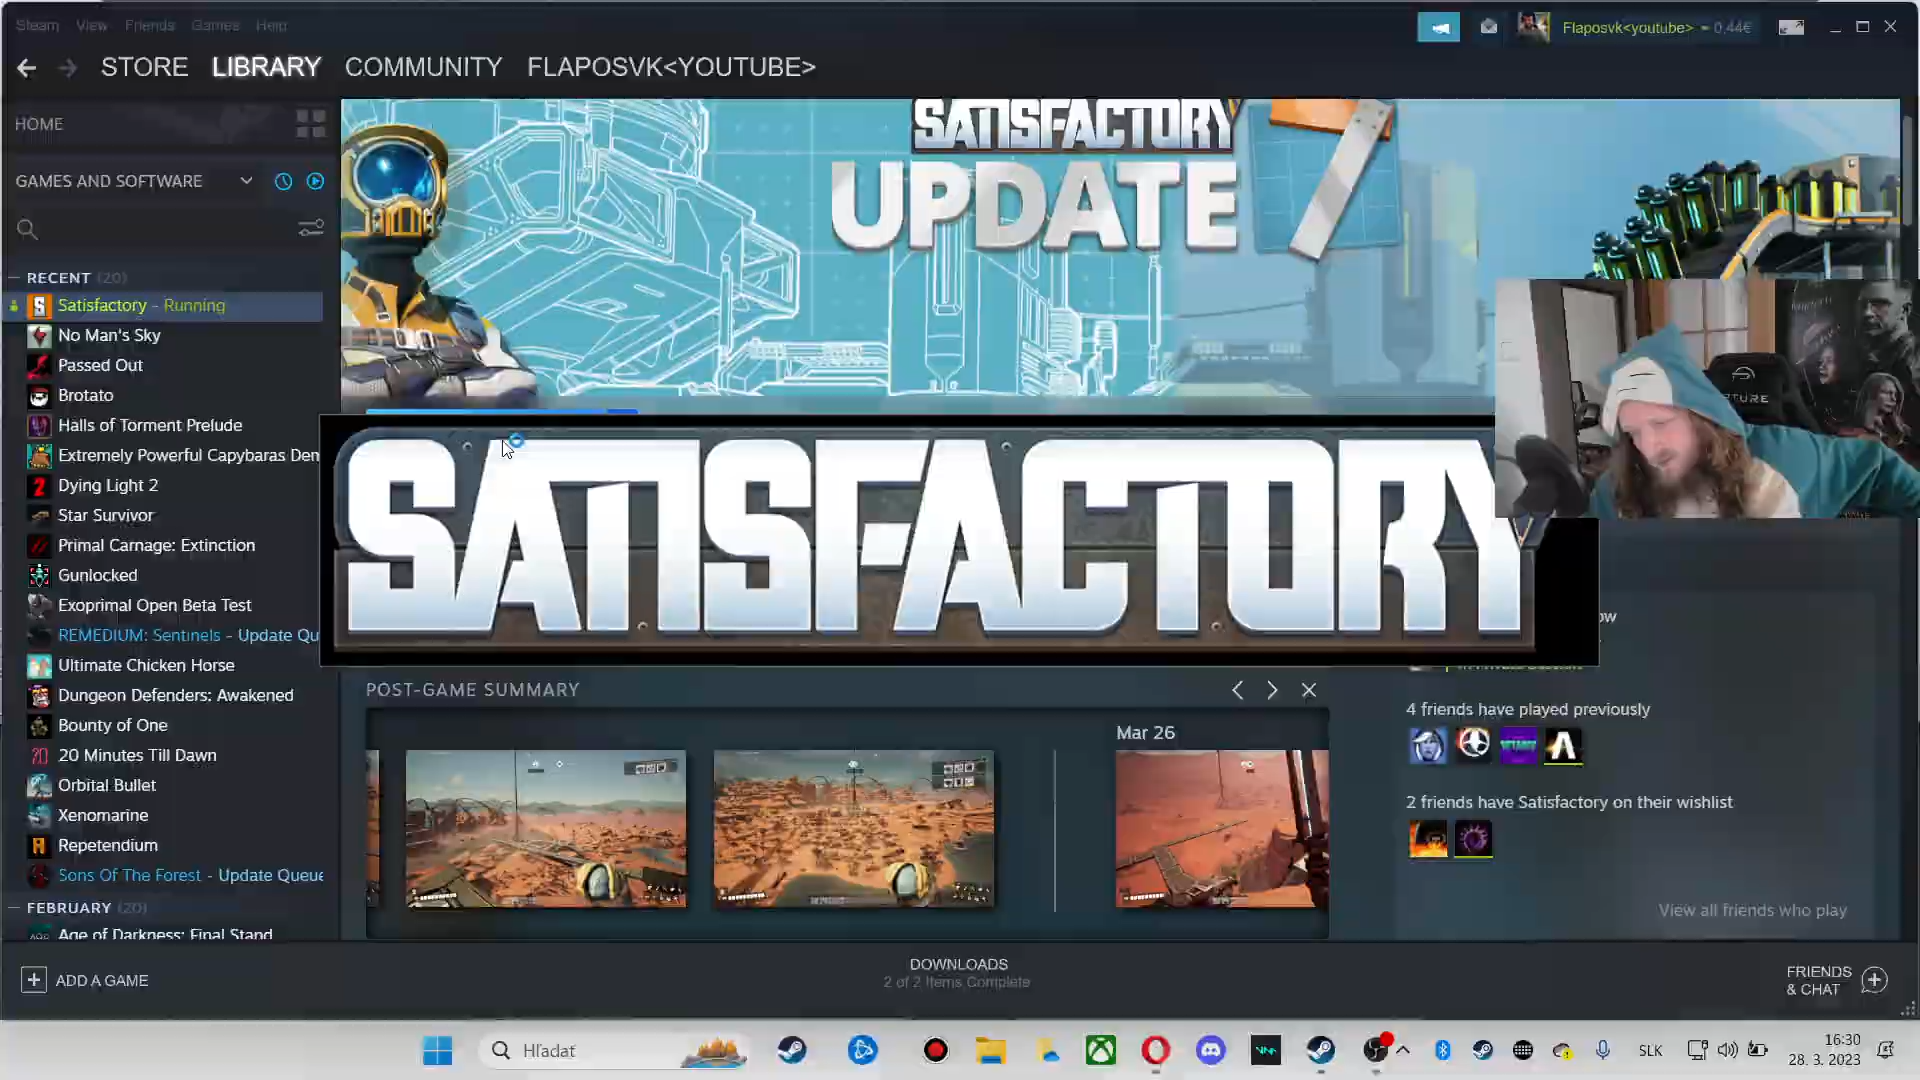 Steam View Friends Games Help
Flaposvk<youtube> 0,44€
STORE LIBRARY COMMUNITY FLAPOSVK<YOUTUBE>
HOME
GAMES AND SOFTWARE
RECENT (20)
Satisfactory - Running
No Man's Sky
Passed Out
Brotato
Halls of Torment Prelude
Extremely Powerful Capybaras Den
Dying Light 2
Star Survivor
Primal Carnage: Extinction
Gunlocked
Exoprimal Open Beta Test
REMEDIUM: Sentinels - Update Qu
Ultimate Chicken Horse
Dungeon Defenders: Awakened
Bounty of One
20 Minutes Till Dawn
Orbital Bullet
Xenomarine
Repetendium
Sons Of The Forest - Update Queue
FEBRUARY (20)
Age of Darkness: Final Stand
SATISFACTORY
UPDATE 7
SATISFACTORY
POST-GAME SUMMARY
Mar 26
4 friends have played previously
2 friends have Satisfactory on their wishlist
View all friends who play
ADD A GAME
DOWNLOADS
2 of 2 Items Complete
FRIENDS
& CHAT
Hľadať
SLK
16:30
28. 3. 2023